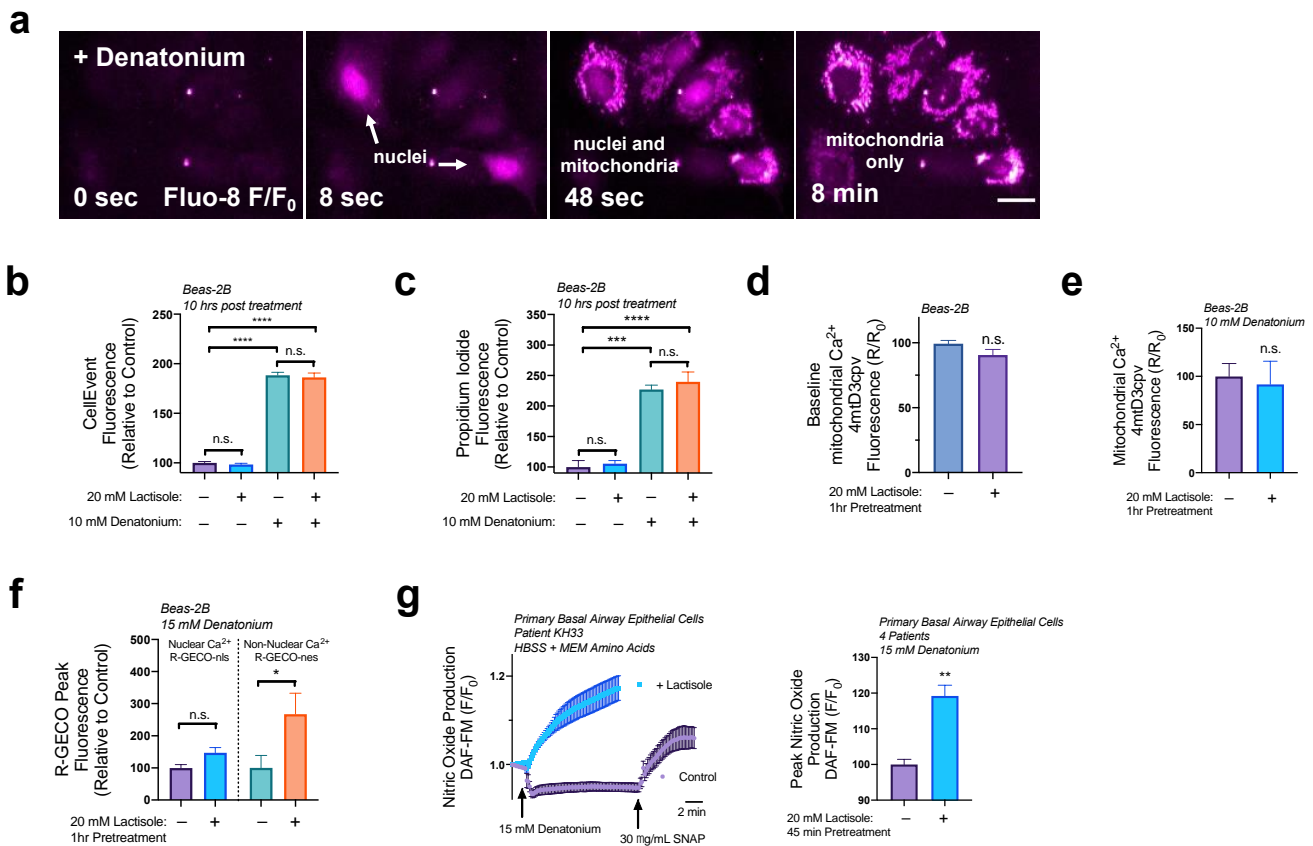 a
+ Denatonium
0 sec Fluo-8 F/F0
nuclei
8 sec
nuclei and
mitochondria
48 sec
mitochondria
only
8 min
b
Beas-2B
10 hrs post treatment
CellEvent
Fluorescence
(Relative to Control)
250
200
150
100
****
****
n.s.
n.s.
20 mM Lactisole: – + – +
10 mM Denatonium: – – + +
c
Beas-2B
10 hrs post treatment
Propidium Iodide
Fluorescence
(Relative to Control)
350
300
250
200
150
100
****
***
n.s.
n.s.
20 mM Lactisole: – + – +
10 mM Denatonium: – – + +
d
Beas-2B
Baseline
mitochondrial Ca2+
4mtD3cpv
Fluorescence (R/R0)
100
50
0
n.s.
20 mM Lactisole: – +
1hr Pretreatment
e
Beas-2B
10 mM Denatonium
Mitochondrial Ca2+
4mtD3cpv
Fluorescence (R/R0)
150
100
50
0
n.s.
20 mM Lactisole: – +
1hr Pretreatment
f
Beas-2B
15 mM Denatonium
Nuclear Ca2+
R-GECO-nls
Non-Nuclear Ca2+
R-GECO-nes
R-GECO Peak
Fluorescence
(Relative to Control)
500
400
300
200
100
0
n.s.
*
20 mM Lactisole: – + – +
1hr Pretreatment
g
Primary Basal Airway Epithelial Cells
Patient KH33
HBSS + MEM Amino Acids
Nitric Oxide Production
DAF-FM (F/F0)
1.2
1.0
+ Lactisole
Control
2 min
15 mM Denatonium
30 mg/mL SNAP
Primary Basal Airway Epithelial Cells
4 Patients
15 mM Denatonium
Peak Nitric Oxide
Production
DAF-FM (F/F0)
130
120
110
100
90
**
20 mM Lactisole: – +
45 min Pretreatment